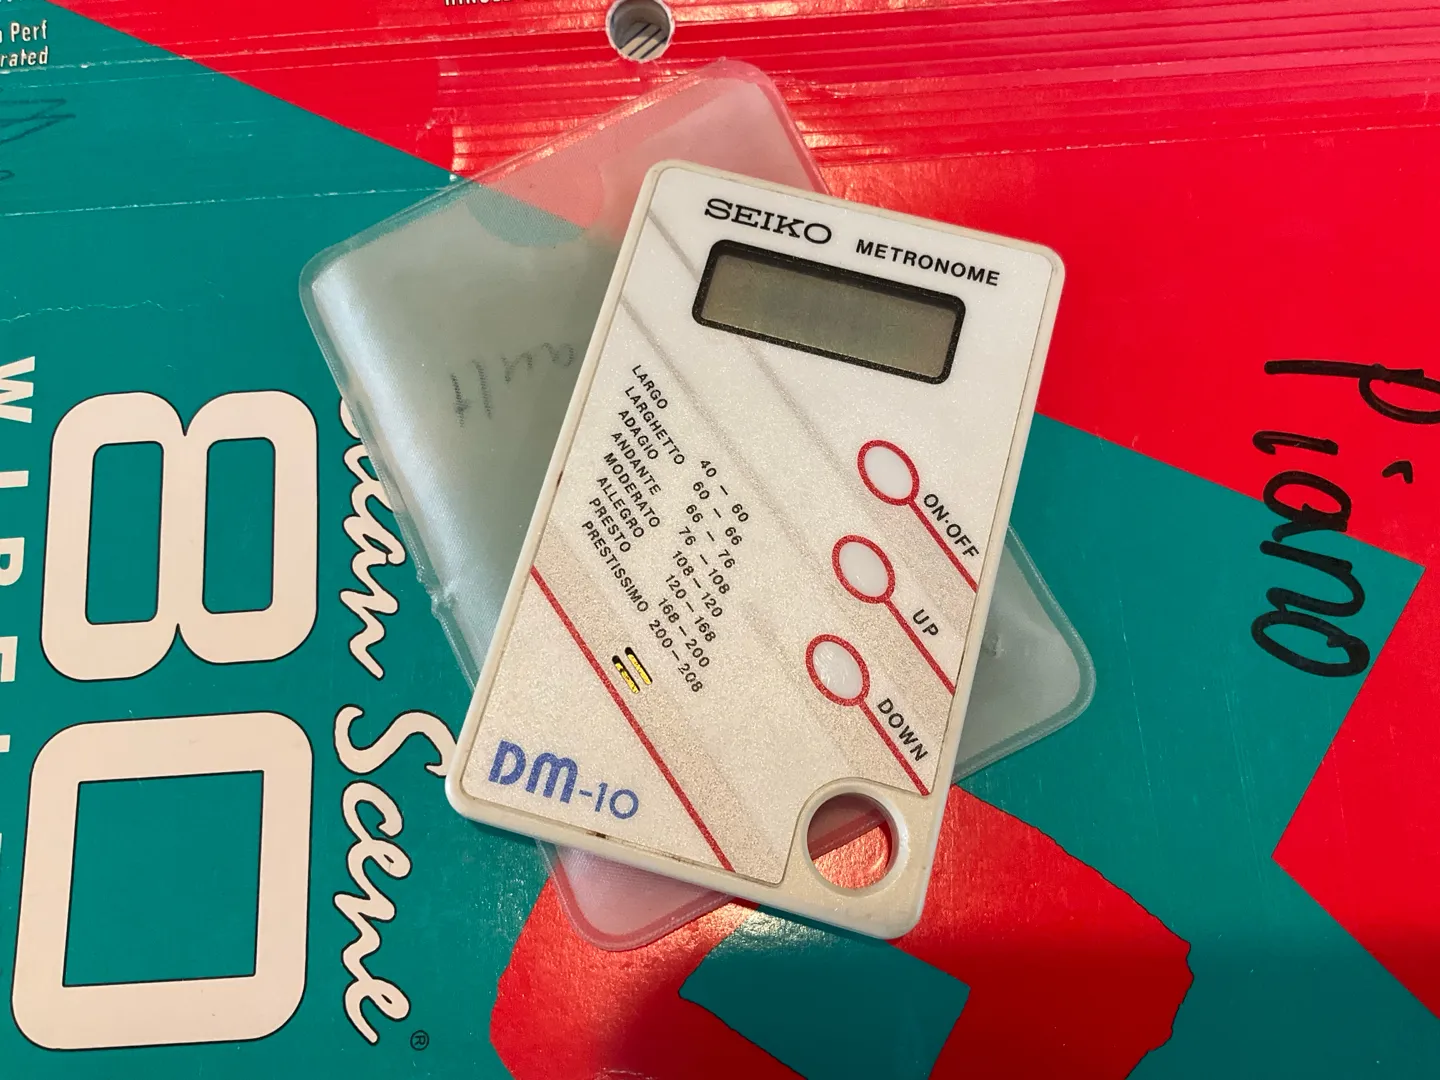 Perf
rated
SEIKO METRONOME
LARGO 40 – 60
LARGHETTO 60 – 66
ADAGIO 66 – 76
ANDANTE 76 – 108
MODERATO 108 – 120
ALLEGRO 120 – 168
PRESTO 168 – 200
PRESTISSIMO 200 – 208
ON·OFF
UP
DOWN
DM-10
Piano
80
Scene®